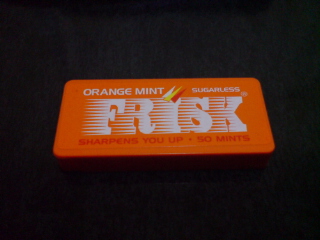 ORANGE MINT SUGARLESS
FRISK®
SHARPENS YOU UP • 50 MINTS